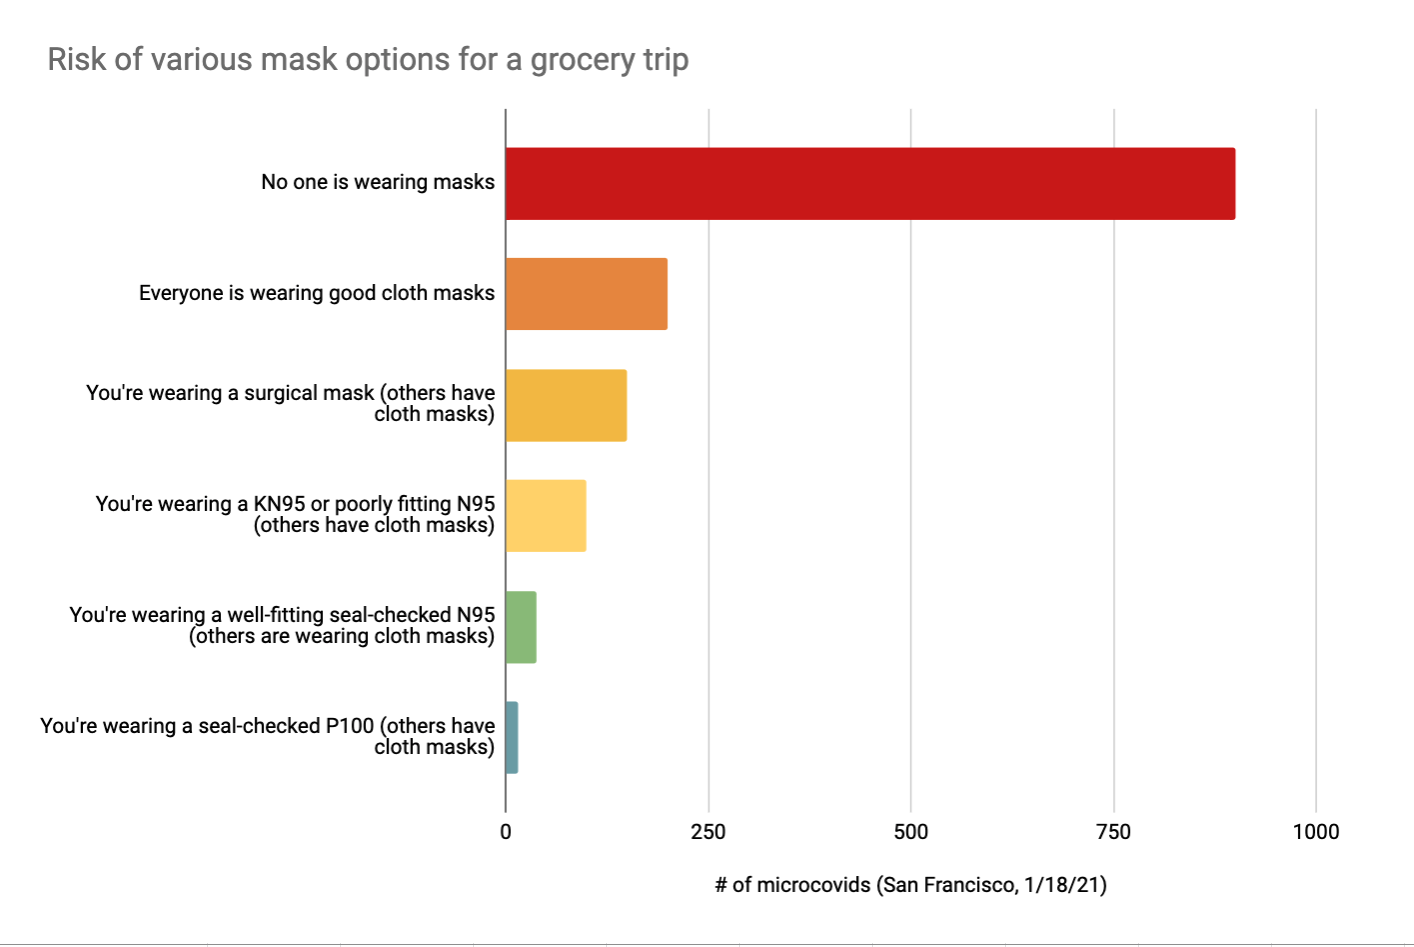 Risk of various mask options for a grocery trip
No one is wearing masks
Everyone is wearing good cloth masks
You're wearing a surgical mask (others have
cloth masks)
You're wearing a KN95 or poorly fitting N95
(others have cloth masks)
You're wearing a well-fitting seal-checked N95
(others are wearing cloth masks)
You're wearing a seal-checked P100 (others have
cloth masks)
0 250 500 750 1000
# of microcovids (San Francisco, 1/18/21)